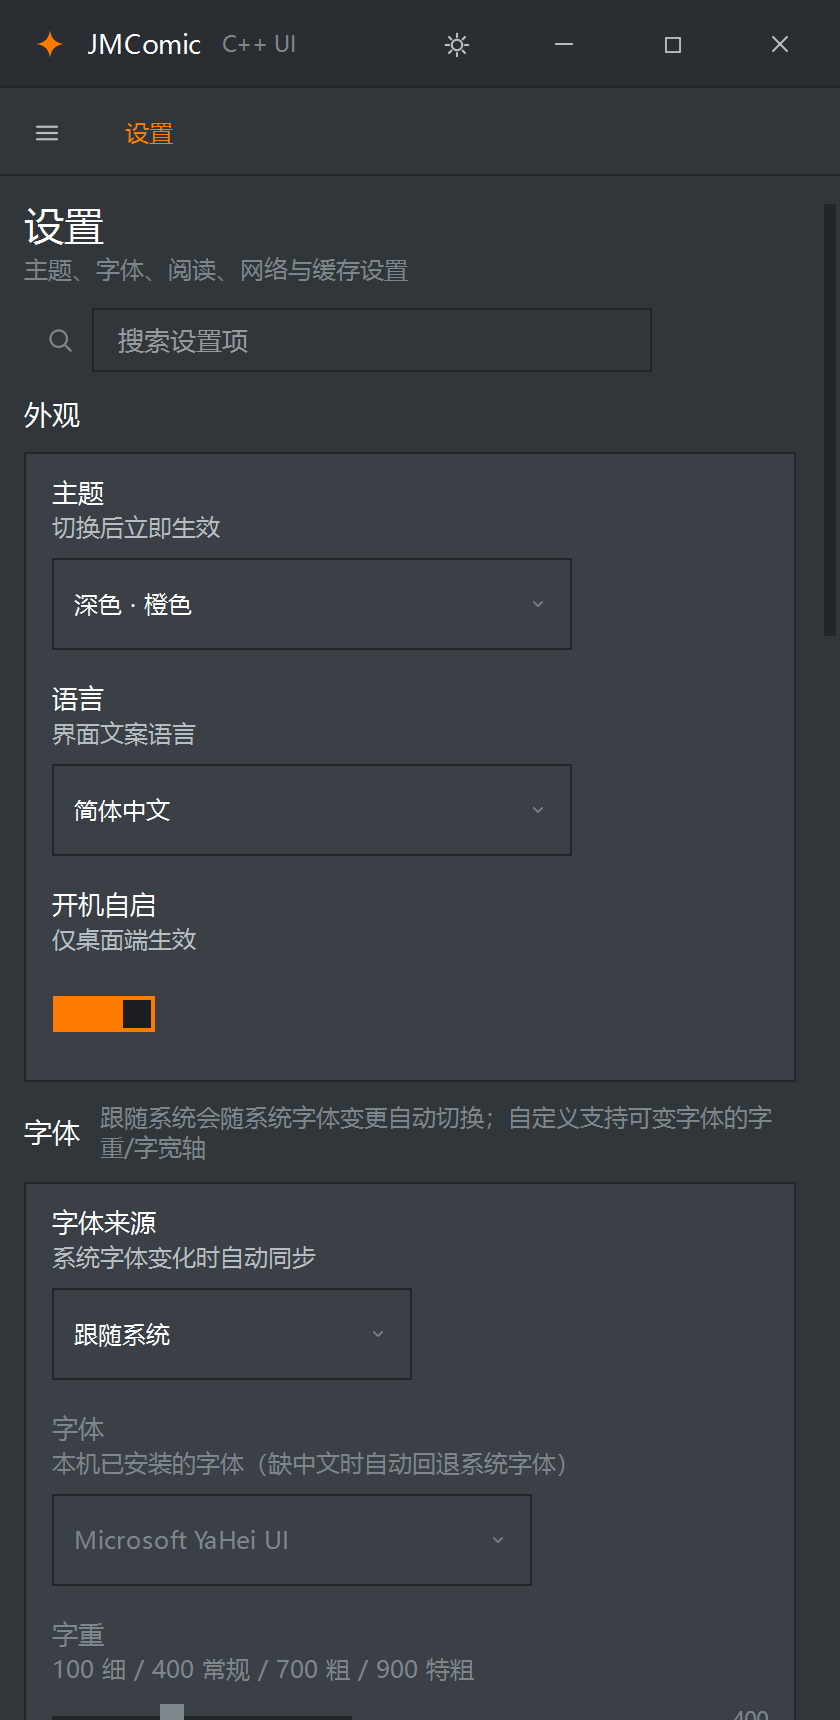 JMComic C++ UI
设置
设置
主题、字体、阅读、网络与缓存设置
搜索设置项
外观
主题
切换后立即生效
深色 · 橙色
语言
界面文案语言
简体中文
开机自启
仅桌面端生效
字体
跟随系统会随系统字体变更自动切换；自定义支持可变字体的字
重/字宽轴
字体来源
系统字体变化时自动同步
跟随系统
字体
本机已安装的字体（缺中文时自动回退系统字体）
Microsoft YaHei UI
字重
100 细 / 400 常规 / 700 粗 / 900 特粗
400